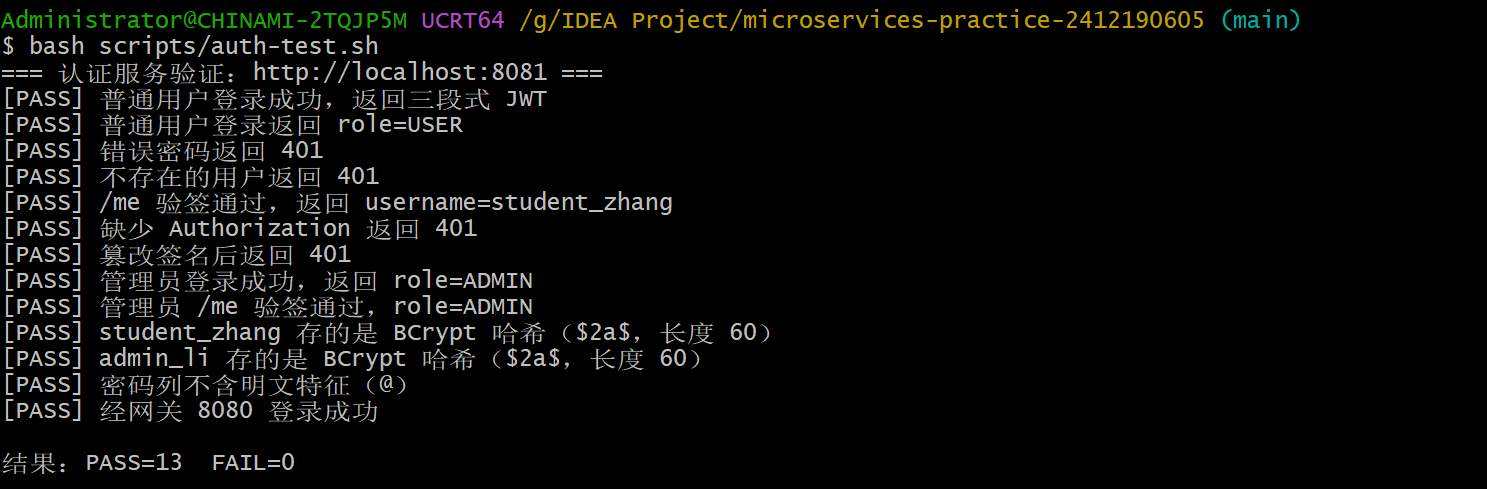 Administrator@CHINAMI-2TQJP5M UCRT64 /g/IDEA Project/microservices-practice-2412190605 (main)
$ bash scripts/auth-test.sh
=== 认证服务验证：http://localhost:8081 ===
[PASS] 普通用户登录成功，返回三段式 JWT
[PASS] 普通用户登录返回 role=USER
[PASS] 错误密码返回 401
[PASS] 不存在的用户返回 401
[PASS] /me 验签通过，返回 username=student_zhang
[PASS] 缺少 Authorization 返回 401
[PASS] 篡改签名后返回 401
[PASS] 管理员登录成功，返回 role=ADMIN
[PASS] 管理员 /me 验签通过，role=ADMIN
[PASS] student_zhang 存的是 BCrypt 哈希（$2a$，长度 60）
[PASS] admin_li 存的是 BCrypt 哈希（$2a$，长度 60）
[PASS] 密码列不含明文特征（@）
[PASS] 经网关 8080 登录成功
结果：PASS=13  FAIL=0